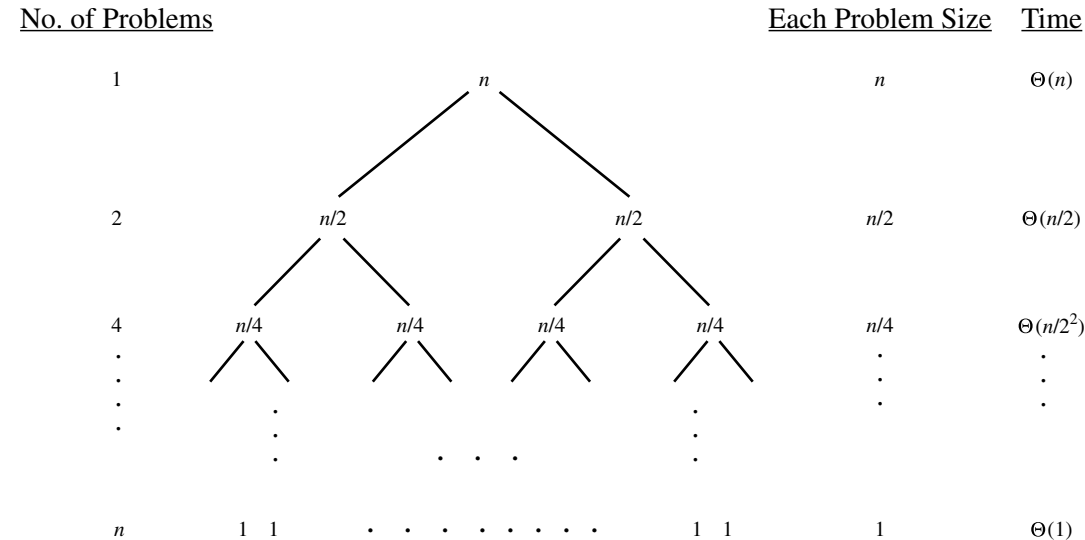 No. of Problems Each Problem Size Time
1 n n Θ(n)
2 n/2 n/2 n/2 Θ(n/2)
4 n/4 n/4 n/4 n/4 n/4 Θ(n/2²)
n 1 1 1 1 1 Θ(1)